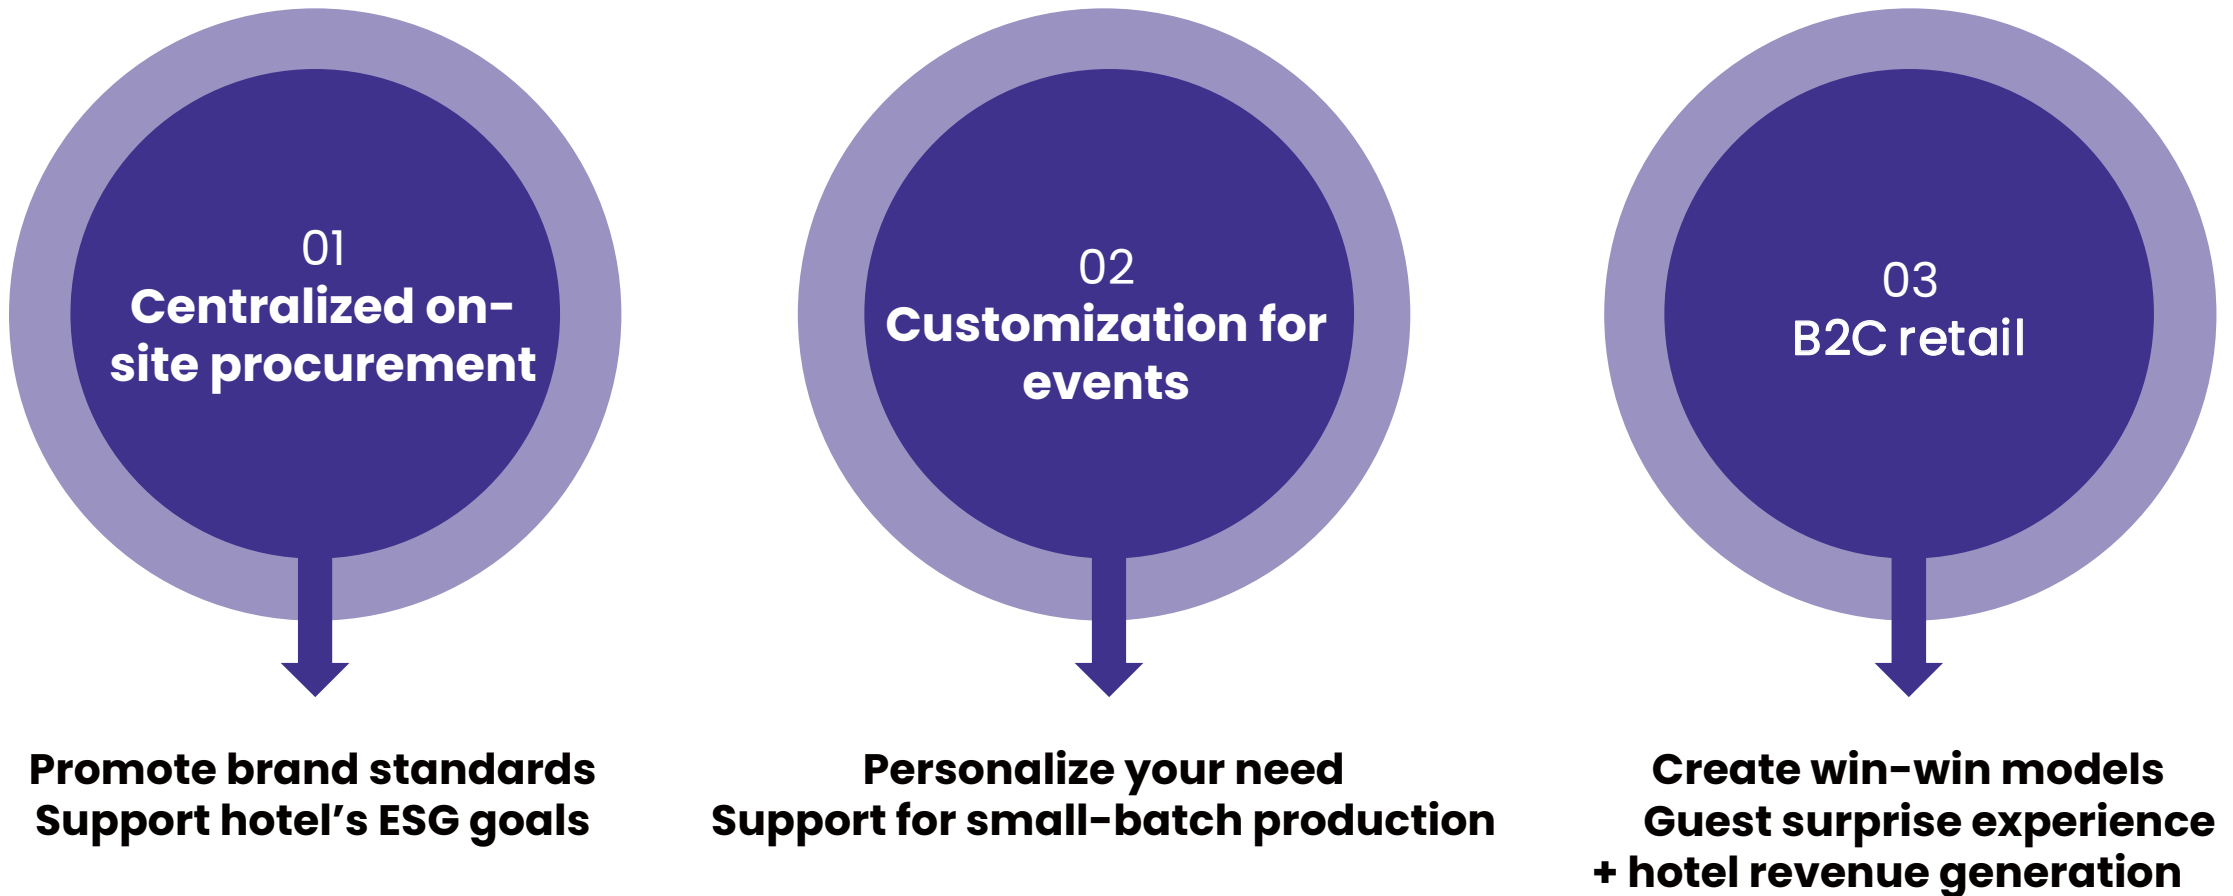 01
Centralized on-
site procurement
Promote brand standards
Support hotel’s ESG goals
02
Customization for
events
Personalize your need
Support for small-batch production
03
B2C retail
Create win-win models
Guest surprise experience
+ hotel revenue generation